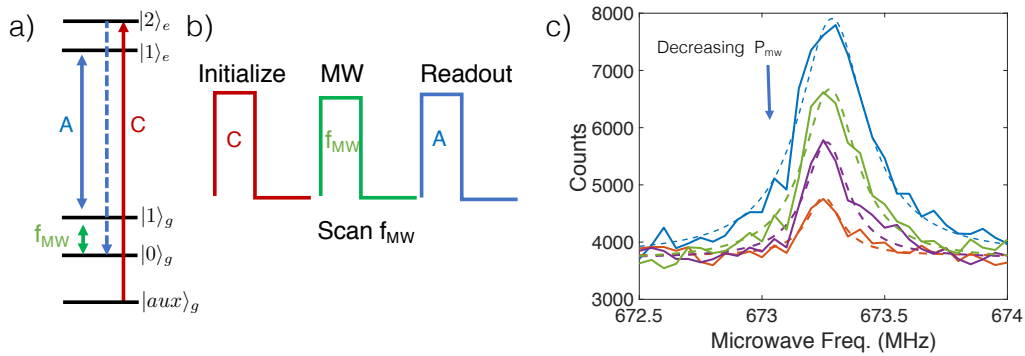 a)
|2⟩e
|1⟩e
A
C
|1⟩g
fMW
|0⟩g
|aux⟩g
b)
Initialize MW Readout
C fMW A
Scan fMW
c)
8000
7000
6000
5000
4000
3000
Counts
Decreasing Pmw
672.5 673 673.5 674
Microwave Freq. (MHz)